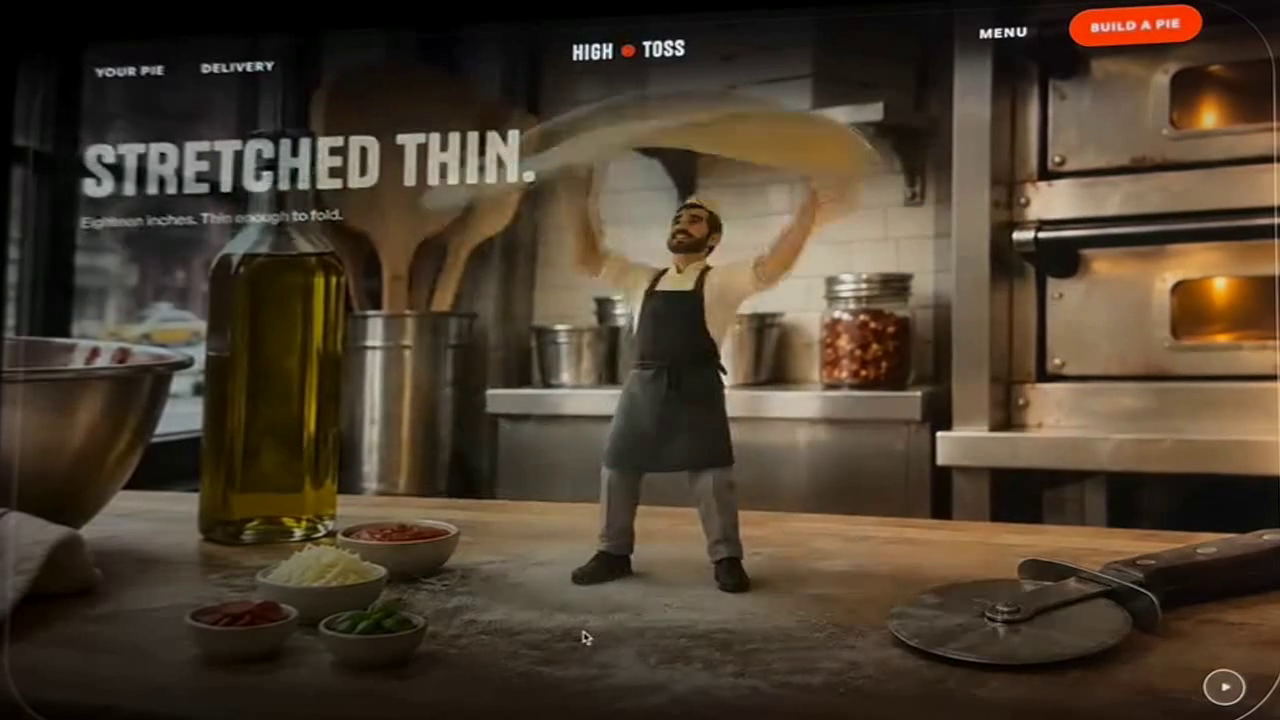 YOUR PIE
DELIVERY
HIGH TOSS
MENU
BUILD A PIE
STRETCHED THIN.
Eighteen inches. Thin enough to fold.